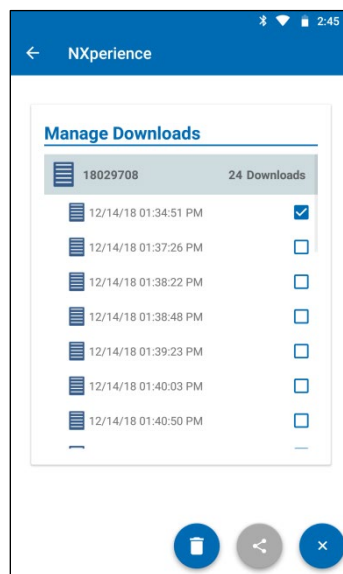 2:45
NXperience
Manage Downloads
18029708 24 Downloads
12/14/18 01:34:51 PM
12/14/18 01:37:26 PM
12/14/18 01:38:22 PM
12/14/18 01:38:48 PM
12/14/18 01:39:23 PM
12/14/18 01:40:03 PM
12/14/18 01:40:50 PM